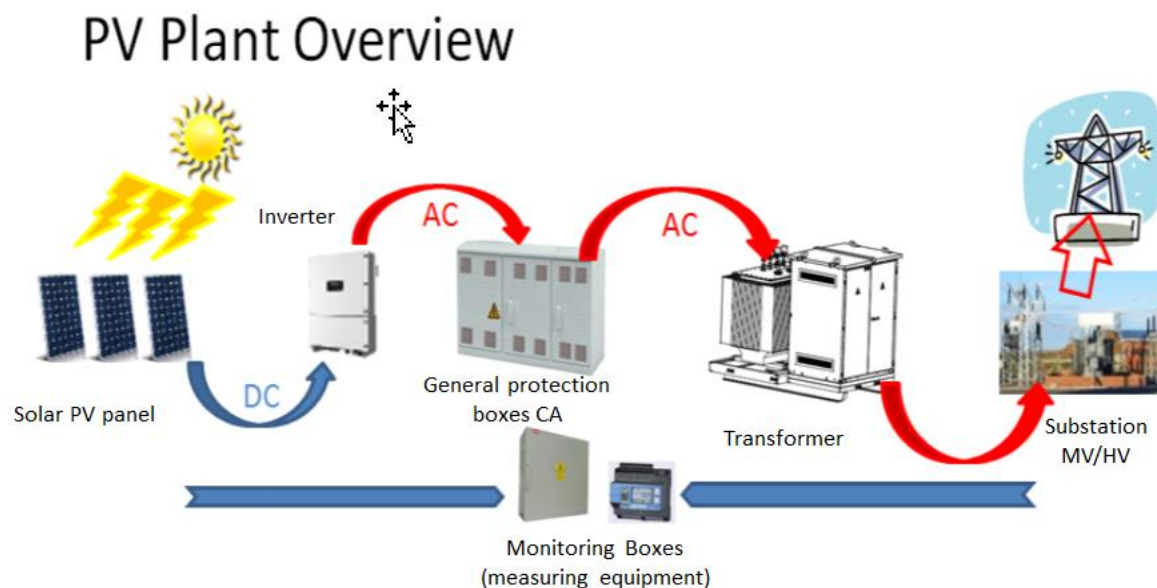 PV Plant Overview
Inverter
AC
AC
DC
Solar PV panel
General protection
boxes CA
Transformer
Substation
MV/HV
Monitoring Boxes
(measuring equipment)